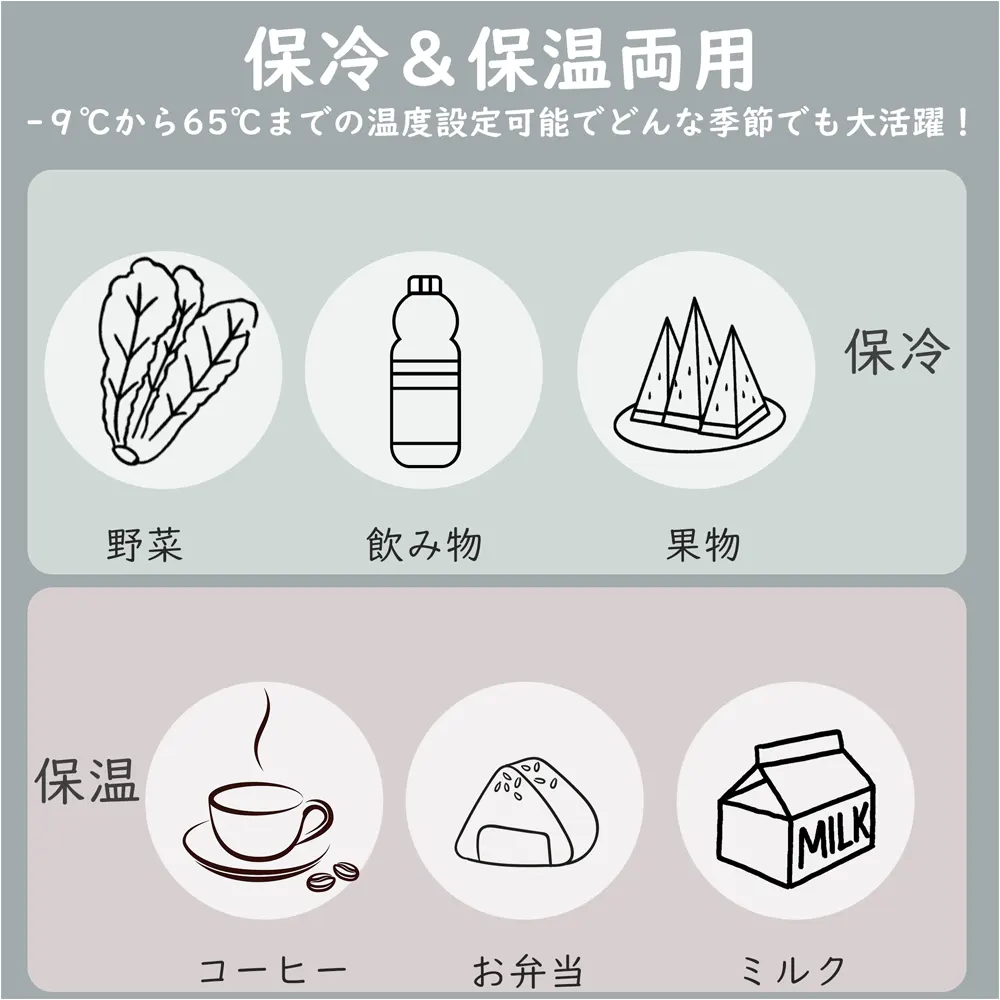 保冷＆保温両用
-9℃から65℃までの温度設定可能でどんな季節でも大活躍！
保冷
野菜
飲み物
果物
保温
MILK
コーヒー
お弁当
ミルク